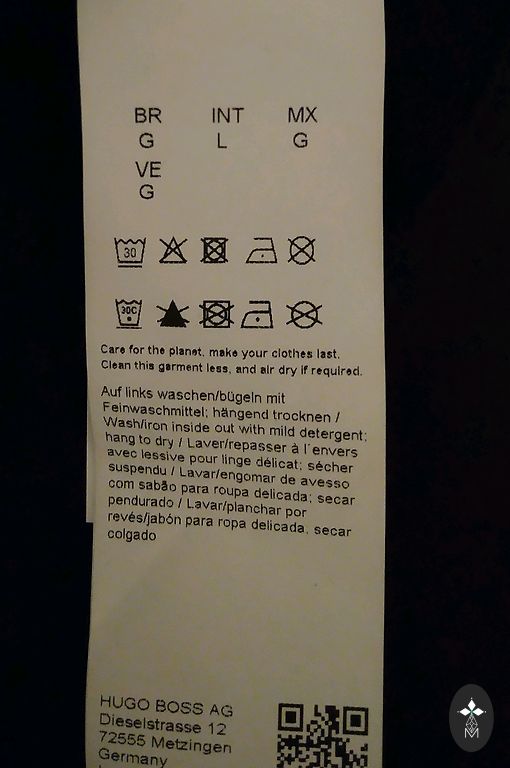 BR INT MX
G L G
VE
G
30
30C
Care for the planet, make your clothes last.
Clean this garment less, and air dry if required.
Auf links waschen/bügeln mit
Feinwaschmittel; hängend trocknen /
Wash/iron inside out with mild detergent;
hang to dry / Laver/repasser à l´envers
avec lessive pour linge délicat; sécher
suspendu / Lavar/engomar de avesso
com sabão para roupa delicada; secar
pendurado / Lavar/planchar por
revés/jabón para ropa delicada, secar
colgado
HUGO BOSS AG
Dieselstrasse 12
72555 Metzingen
Germany
M